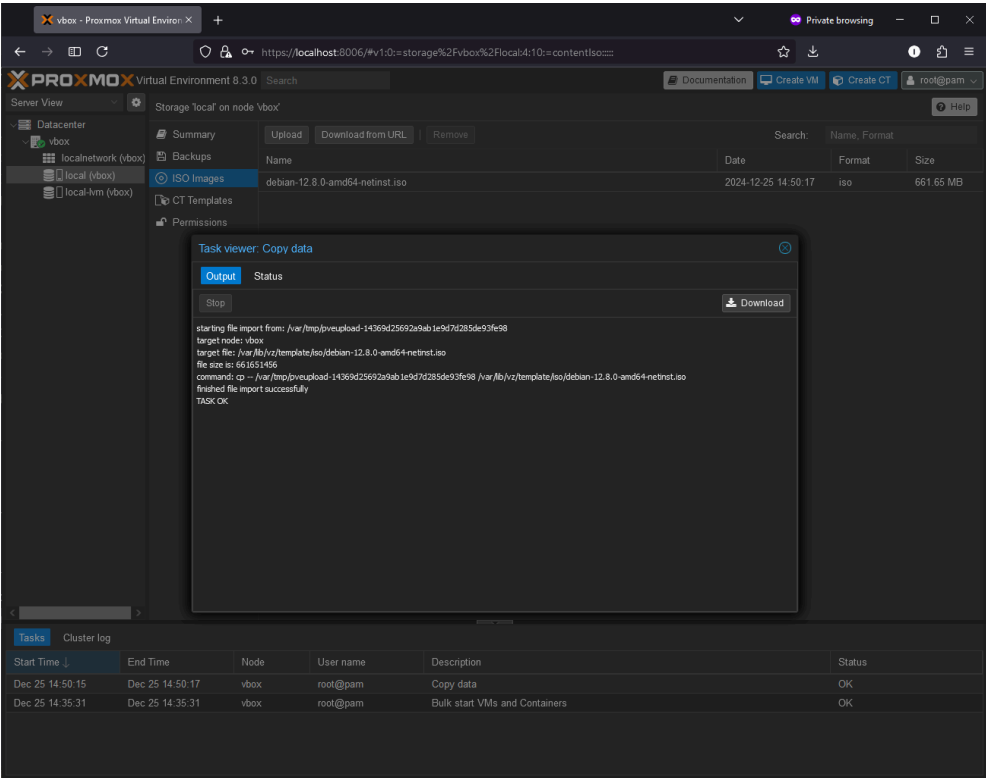 vbox - Proxmox Virtual Environ
Private browsing
https://localhost:8006/#v1:0:=storage%2Fvbox%2Flocal:4:10:=contentIso:::::
PROXMOX Virtual Environment 8.3.0 Search
Documentation Create VM Create CT root@pam
Server View
Storage 'local' on node 'vbox'
Help
Datacenter
vbox
localnetwork (vbox)
local (vbox)
local-lvm (vbox)
Summary
Backups
ISO Images
CT Templates
Permissions
Upload Download from URL Remove Search: Name, Format
Name Date Format Size
debian-12.8.0-amd64-netinst.iso 2024-12-25 14:50:17 iso 661.65 MB
Task viewer: Copy data
Output Status
Stop Download
starting file import from: /var/tmp/pveupload-14369d25692a9ab1e9d7d285de93fe98
target node: vbox
target file: /var/lib/vz/template/iso/debian-12.8.0-amd64-netinst.iso
file size is: 661651456
command: cp -- /var/tmp/pveupload-14369d25692a9ab1e9d7d285de93fe98 /var/lib/vz/template/iso/debian-12.8.0-amd64-netinst.iso
finished file import successfully
TASK OK
Tasks Cluster log
Start Time ↓ End Time Node User name Description Status
Dec 25 14:50:15 Dec 25 14:50:17 vbox root@pam Copy data OK
Dec 25 14:35:31 Dec 25 14:35:31 vbox root@pam Bulk start VMs and Containers OK